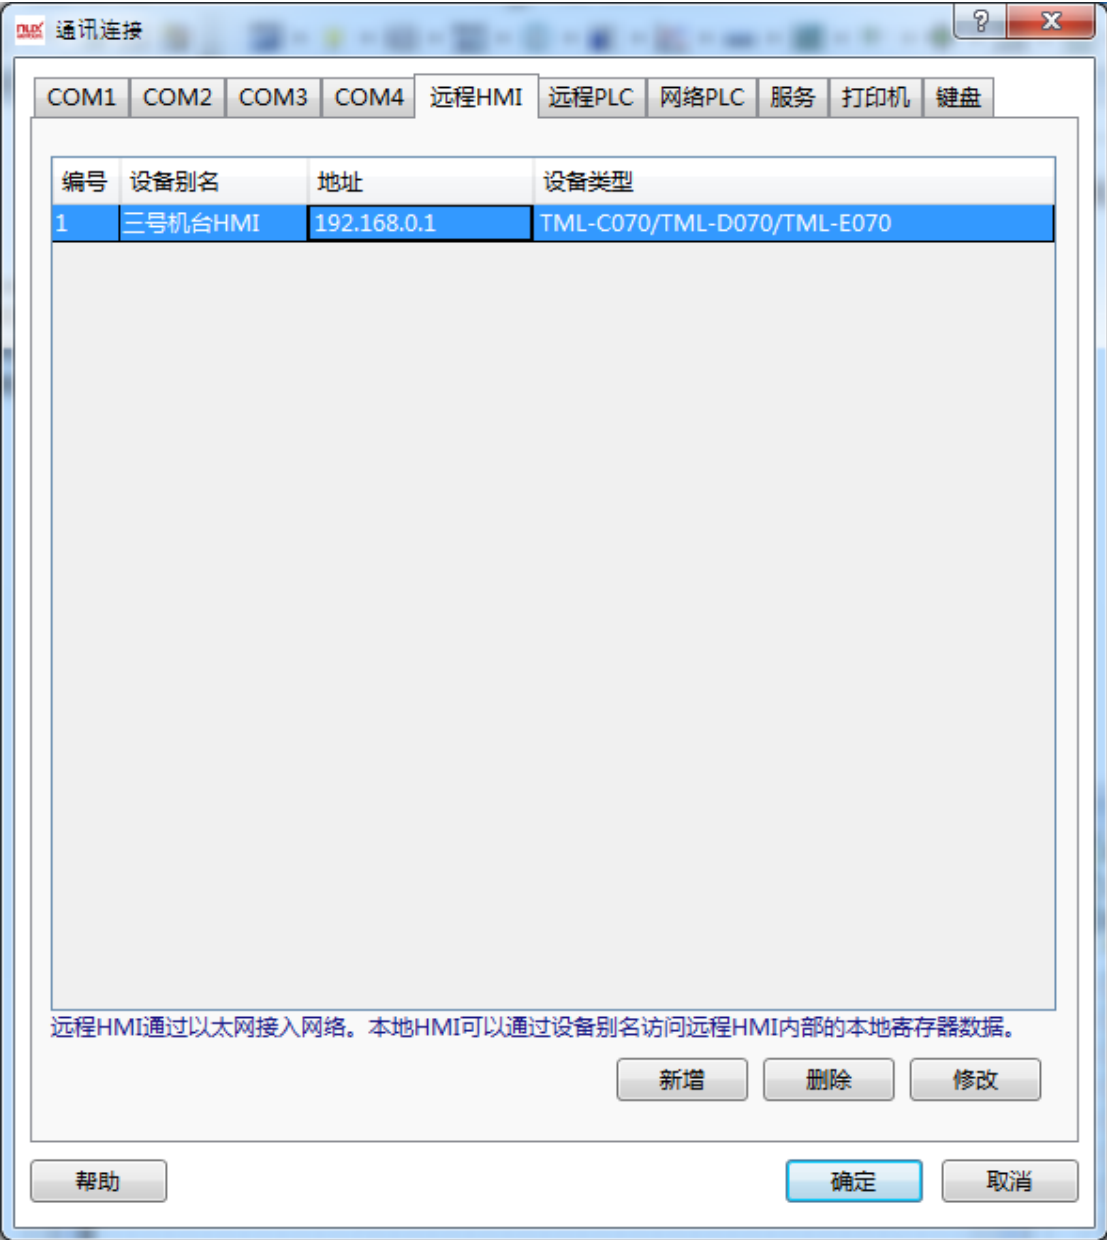 通讯连接
COM1 COM2 COM3 COM4 远程HMI 远程PLC 网络PLC 服务 打印机 键盘
编号 设备别名 地址 设备类型
1 三号机台HMI 192.168.0.1 TML-C070/TML-D070/TML-E070
远程HMI通过以太网接入网络。本地HMI可以通过设备别名访问远程HMI内部的本地寄存器数据。
新增 删除 修改
帮助 确定 取消